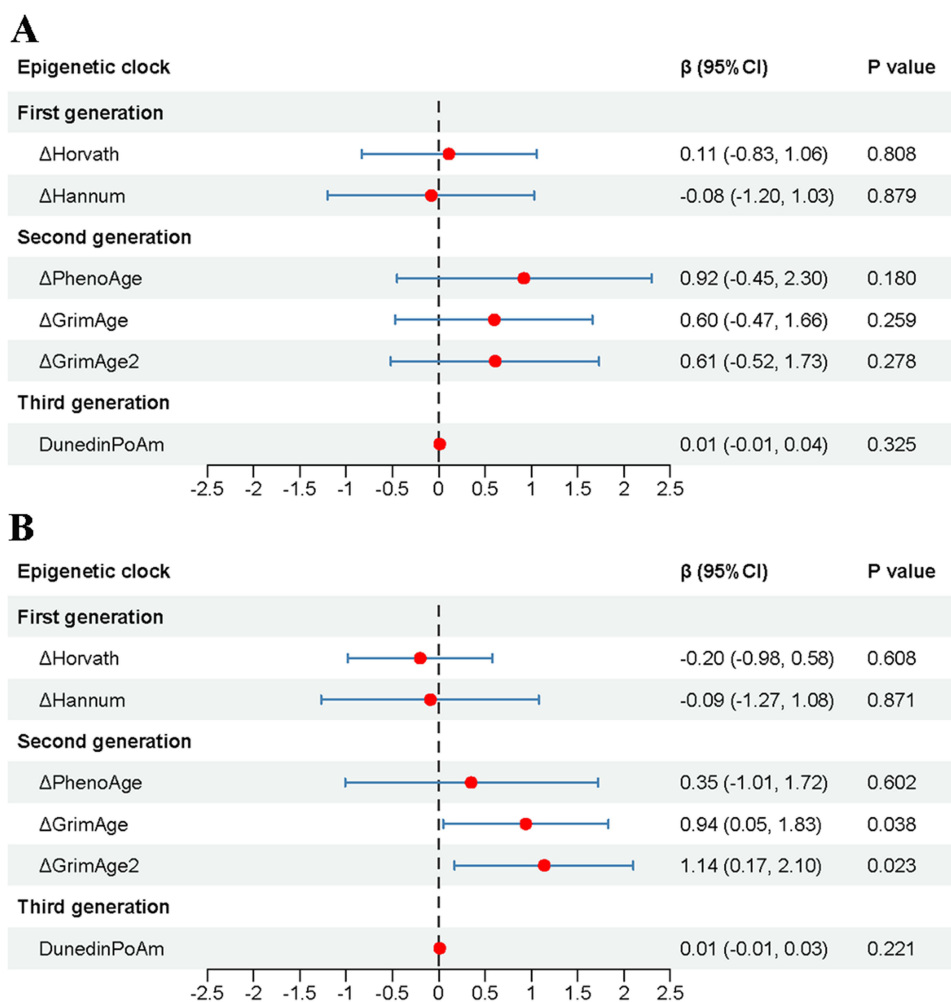 A
Epigenetic clock β (95% CI) P value
First generation
ΔHorvath 0.11 (-0.83, 1.06) 0.808
ΔHannum -0.08 (-1.20, 1.03) 0.879
Second generation
ΔPhenoAge 0.92 (-0.45, 2.30) 0.180
ΔGrimAge 0.60 (-0.47, 1.66) 0.259
ΔGrimAge2 0.61 (-0.52, 1.73) 0.278
Third generation
DunedinPoAm 0.01 (-0.01, 0.04) 0.325
-2.5 -2 -1.5 -1 -0.5 0 0.5 1 1.5 2 2.5
B
Epigenetic clock β (95% CI) P value
First generation
ΔHorvath -0.20 (-0.98, 0.58) 0.608
ΔHannum -0.09 (-1.27, 1.08) 0.871
Second generation
ΔPhenoAge 0.35 (-1.01, 1.72) 0.602
ΔGrimAge 0.94 (0.05, 1.83) 0.038
ΔGrimAge2 1.14 (0.17, 2.10) 0.023
Third generation
DunedinPoAm 0.01 (-0.01, 0.03) 0.221
-2.5 -2 -1.5 -1 -0.5 0 0.5 1 1.5 2 2.5